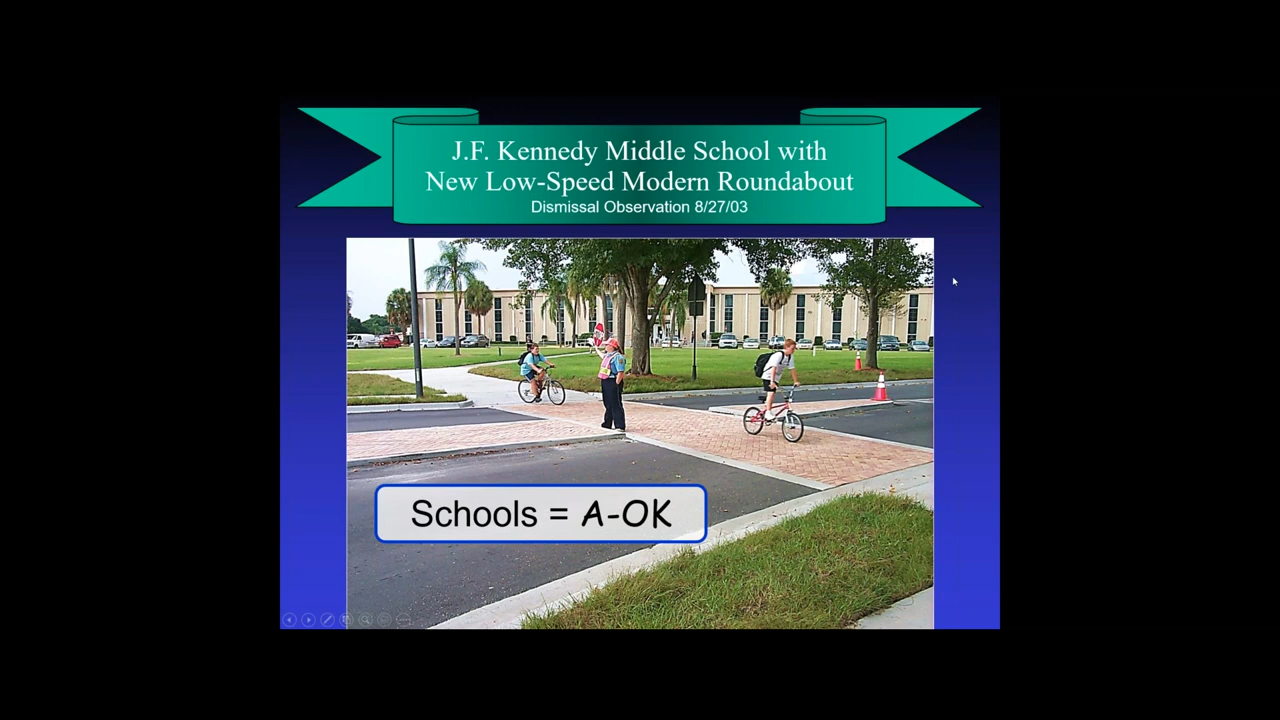 J.F. Kennedy Middle School with
New Low-Speed Modern Roundabout
Dismissal Observation 8/27/03
Schools = A-OK